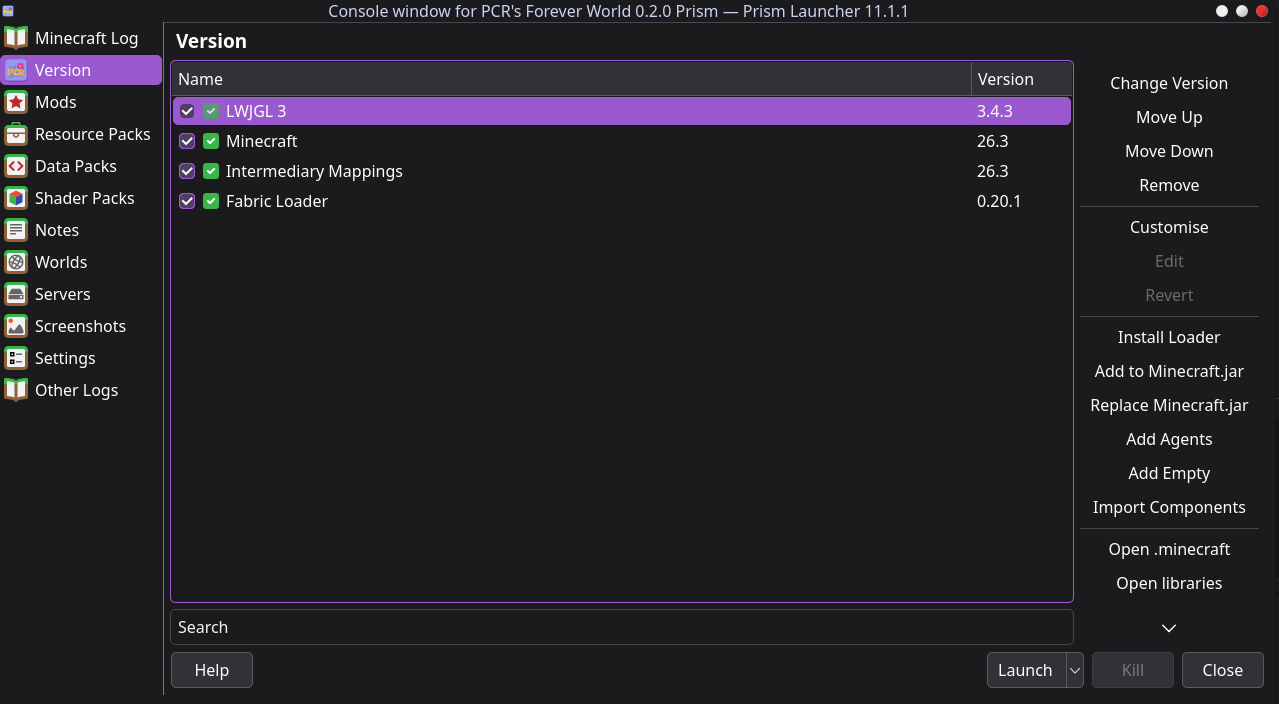 Console window for PCR's Forever World 0.2.0 Prism — Prism Launcher 11.1.1
Minecraft Log
Version
Mods
Resource Packs
Data Packs
Shader Packs
Notes
Worlds
Servers
Screenshots
Settings
Other Logs
Version
Name Version
LWJGL 3 3.4.3
Minecraft 26.3
Intermediary Mappings 26.3
Fabric Loader 0.20.1
Search
Change Version
Move Up
Move Down
Remove
Customise
Edit
Revert
Install Loader
Add to Minecraft.jar
Replace Minecraft.jar
Add Agents
Add Empty
Import Components
Open .minecraft
Open libraries
Help Launch Kill Close